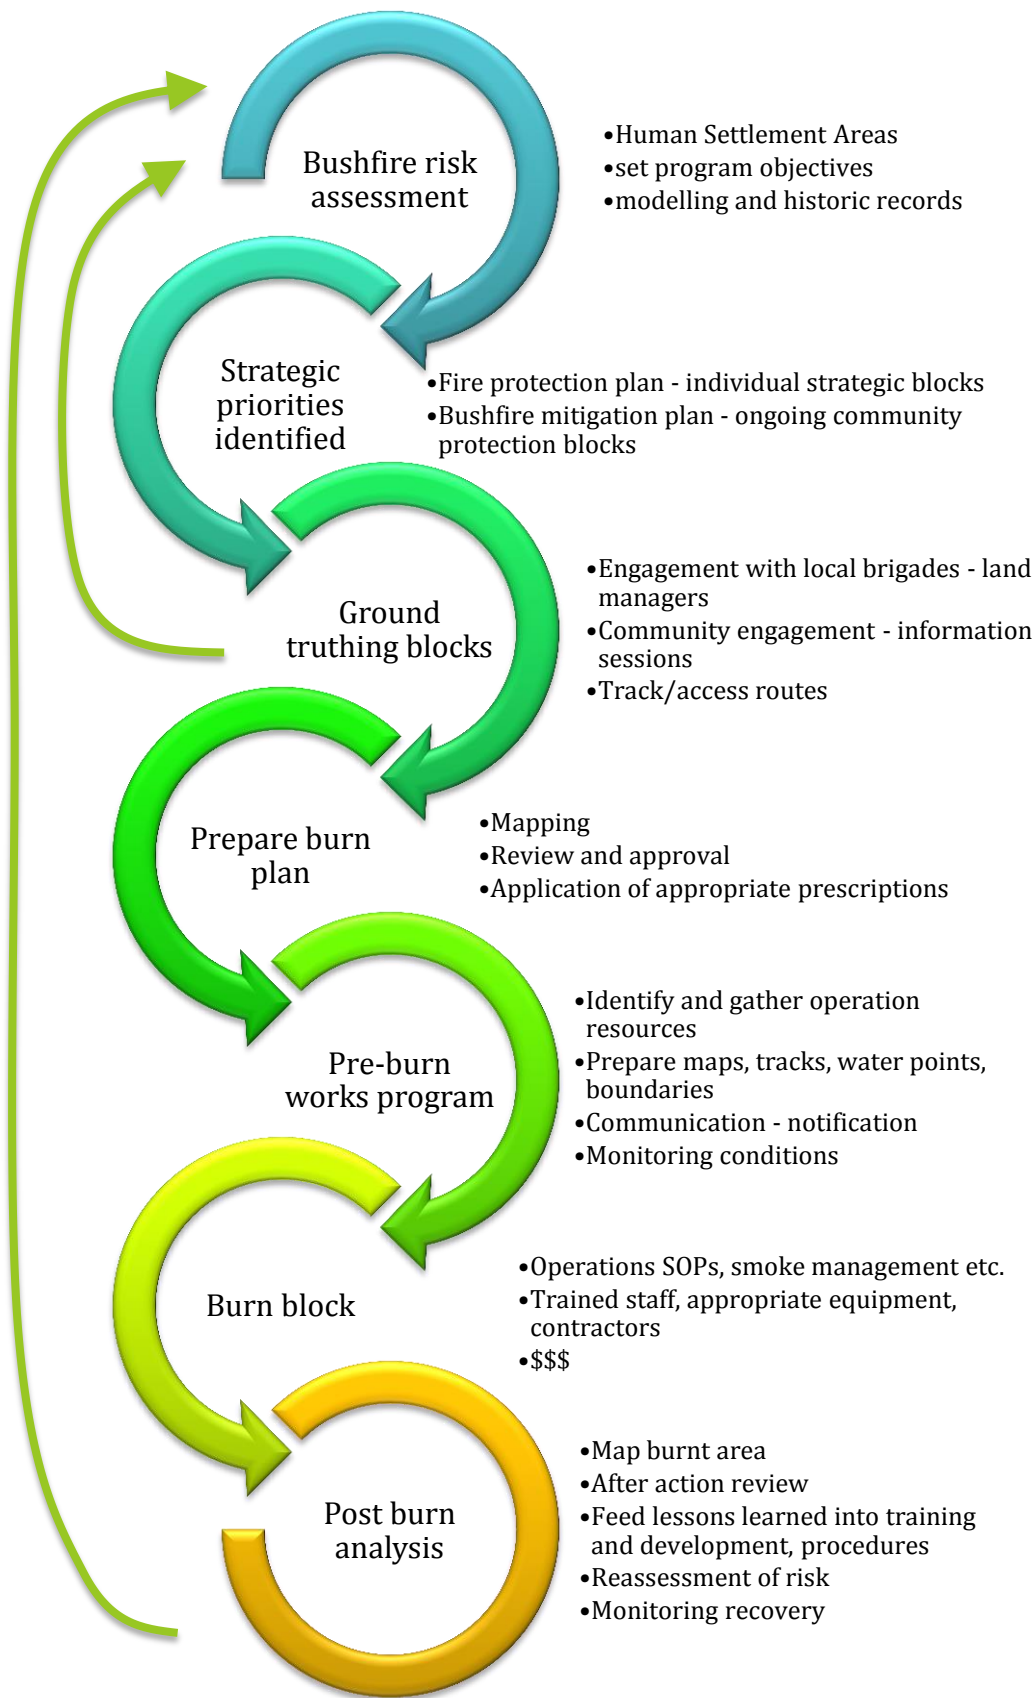 Bushfire risk
assessment
•Human Settlement Areas
•set program objectives
•modelling and historic records
Strategic
priorities
identified
•Fire protection plan - individual strategic blocks
•Bushfire mitigation plan - ongoing community
protection blocks
Ground
truthing blocks
•Engagement with local brigades - land
managers
•Community engagement - information
sessions
•Track/access routes
Prepare burn
plan
•Mapping
•Review and approval
•Application of appropriate prescriptions
Pre-burn
works program
•Identify and gather operation
resources
•Prepare maps, tracks, water points,
boundaries
•Communication - notification
•Monitoring conditions
Burn block
•Operations SOPs, smoke management etc.
•Trained staff, appropriate equipment,
contractors
•$$$
Post burn
analysis
•Map burnt area
•After action review
•Feed lessons learned into training
and development, procedures
•Reassessment of risk
•Monitoring recovery